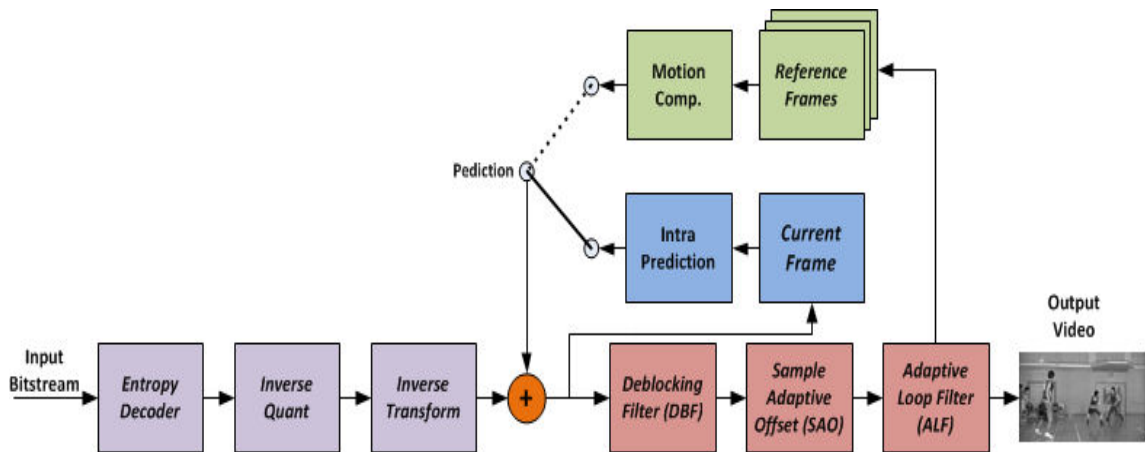 Motion
Comp.
Reference
Frames
Pediction
Intra
Prediction
Current
Frame
Output
Video
Input
Bitstream
Entropy
Decoder
Inverse
Quant
Inverse
Transform
+
Deblocking
Filter (DBF)
Sample
Adaptive
Offset (SAO)
Adaptive
Loop Filter
(ALF)